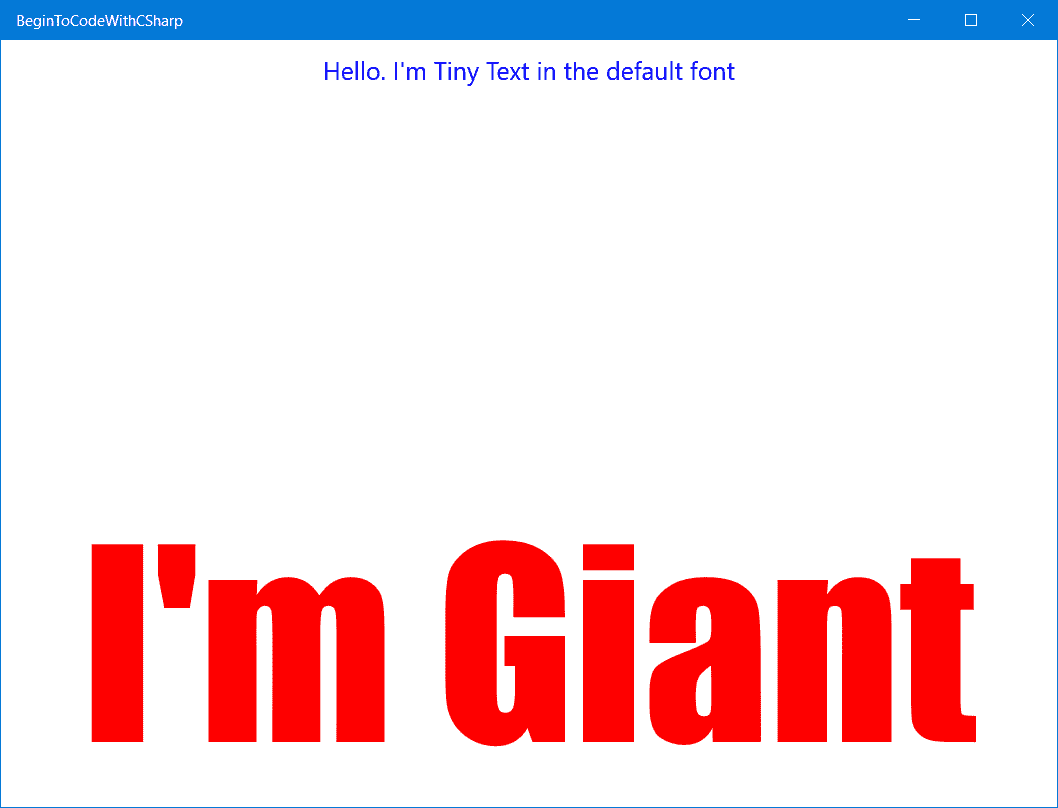 BeginToCodeWithCSharp
Hello. I'm Tiny Text in the default font
I'm Giant